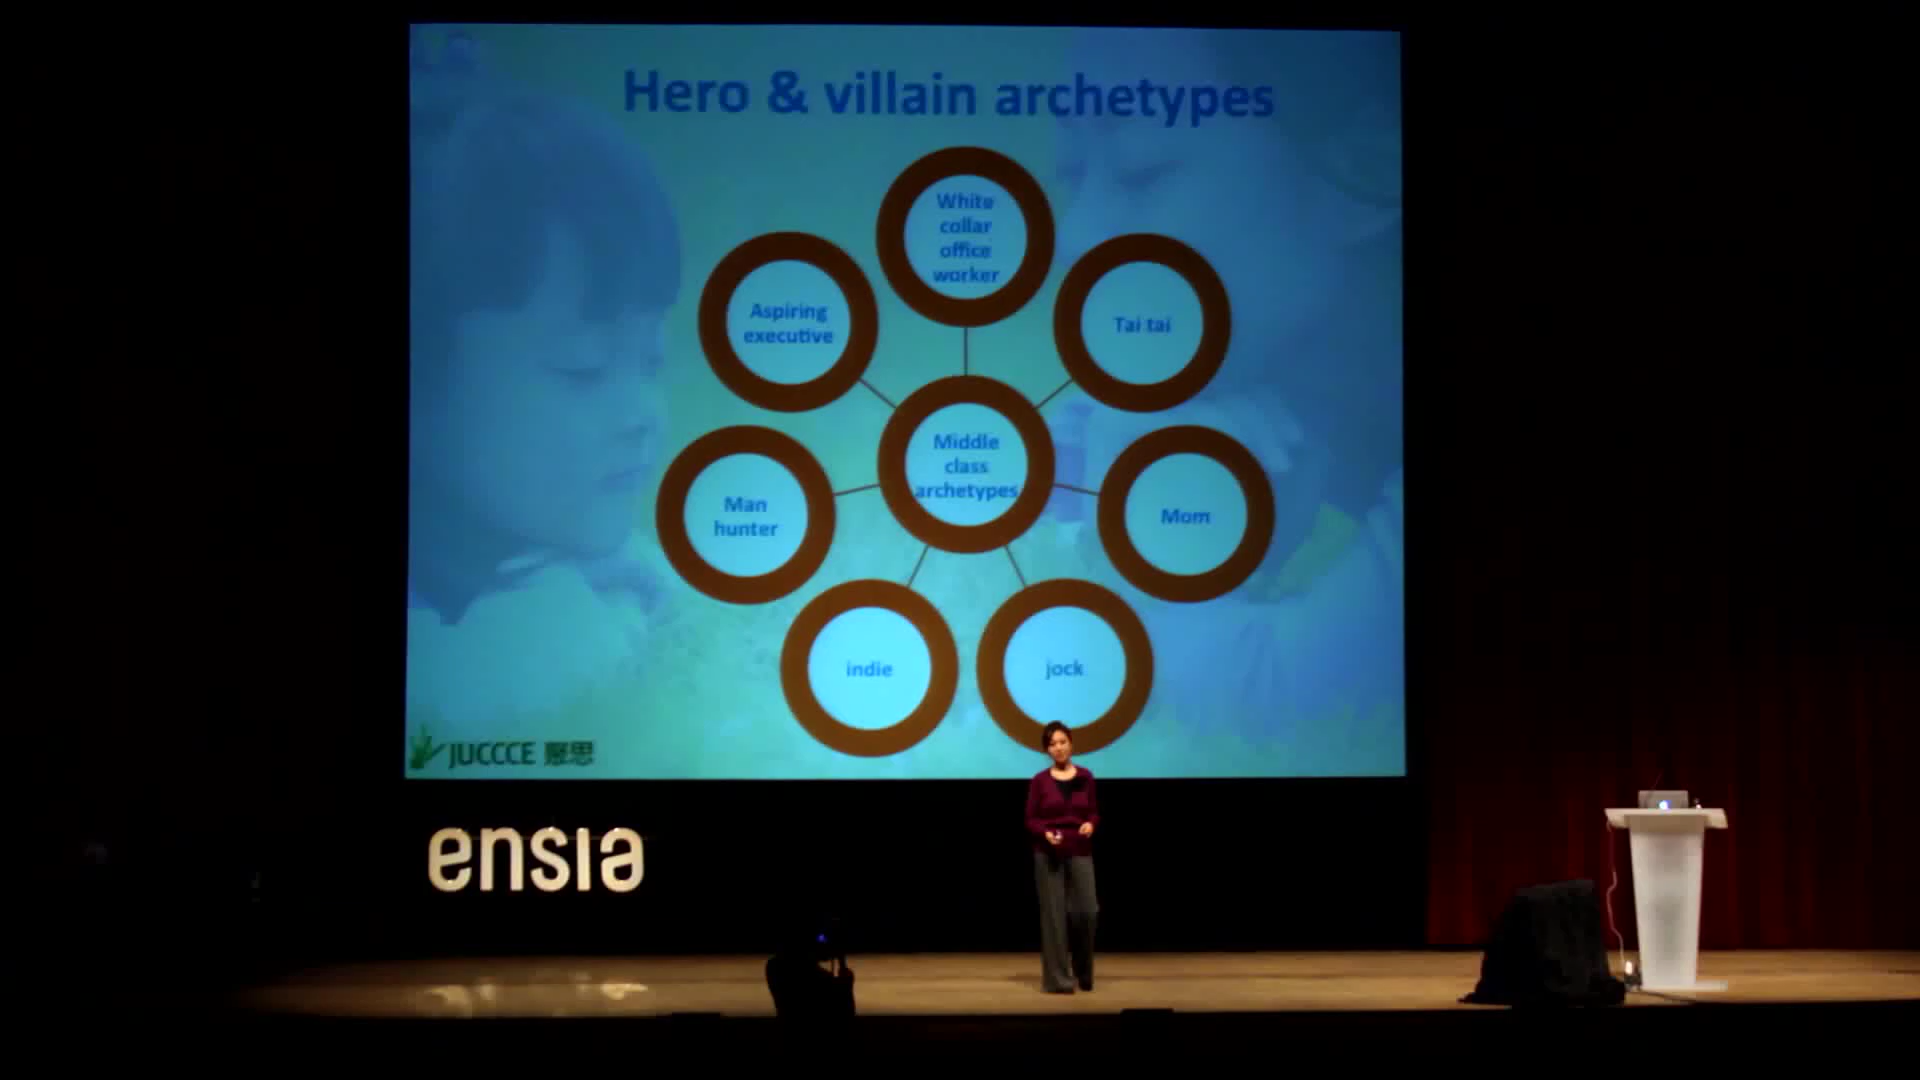 Hero & villain archetypes
White
collar
office
worker
Aspiring
executive
Tai tai
Middle
class
archetypes
Man
hunter
Mom
indie
jock
JUCCCE 聚思
ensia